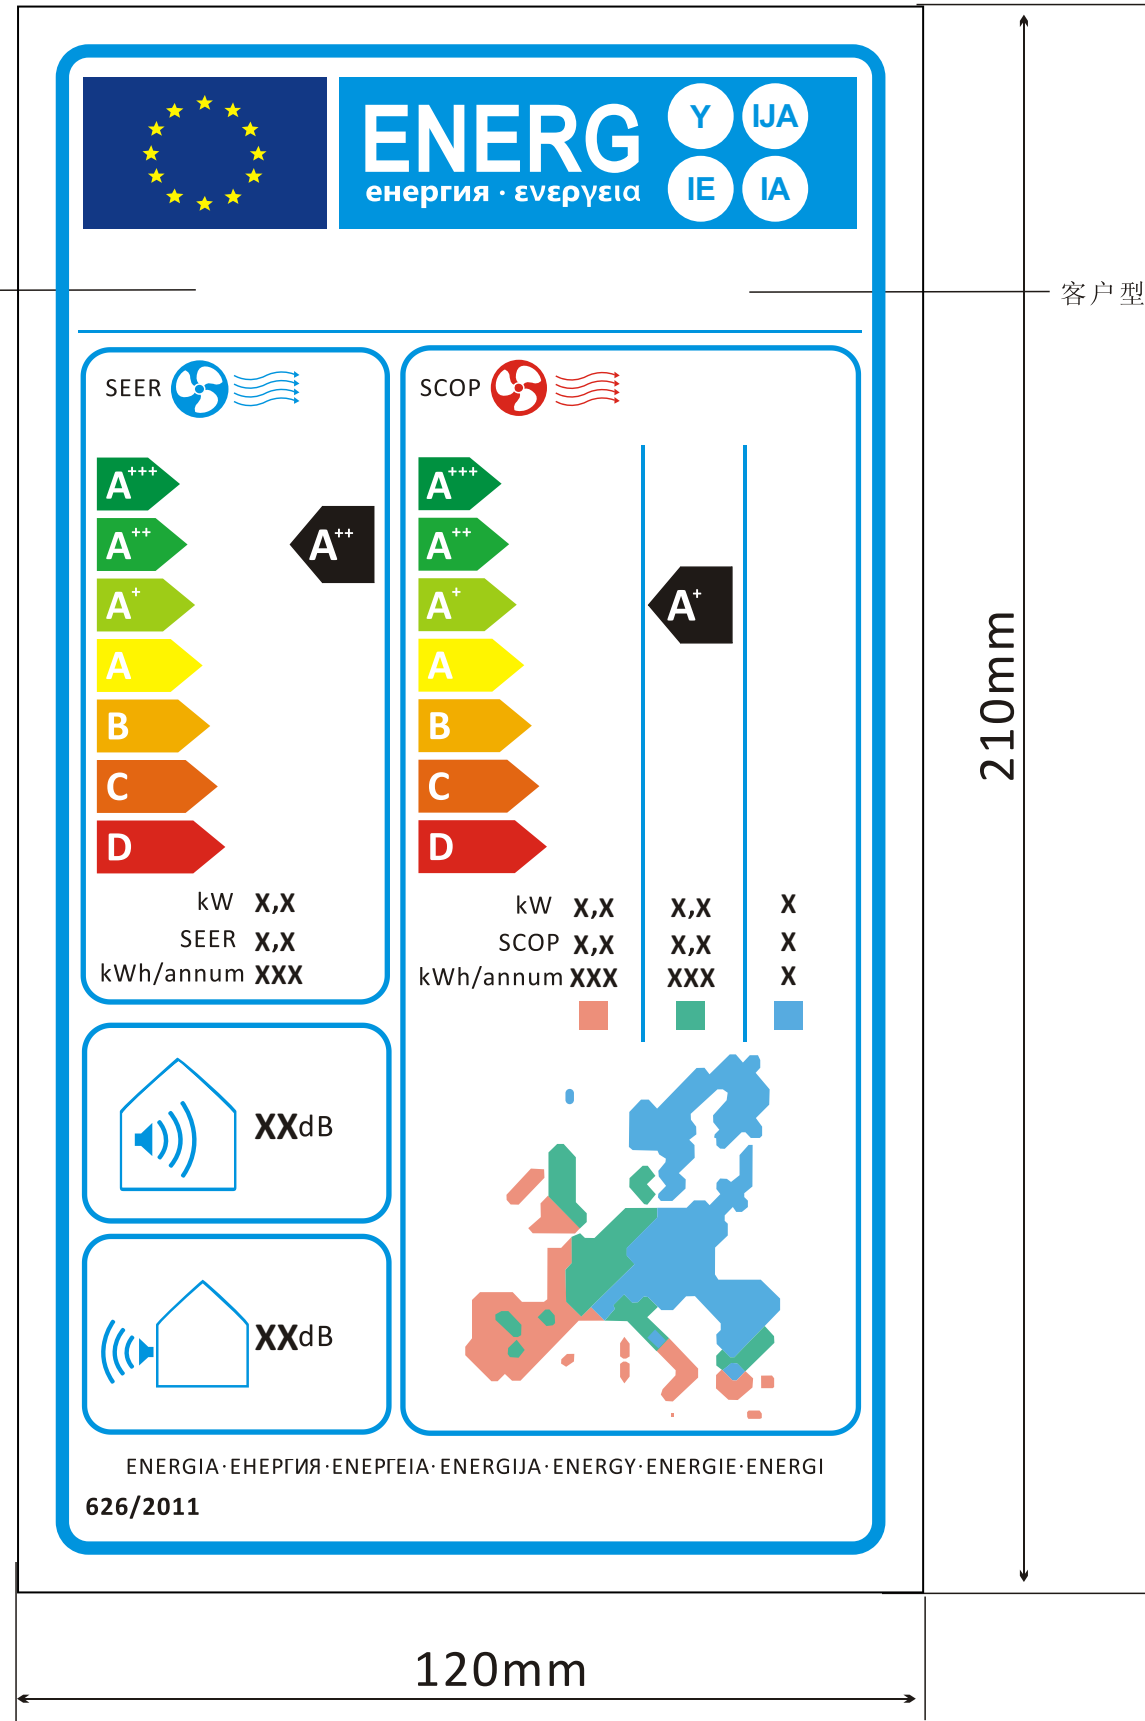 ENERG
енергия · ενεργεια
Y
IJA
IE
IA
客户型
SEER
SCOP
A+++
A++
A+
A
B
C
D
A++
A+++
A++
A+
A
B
C
D
A+
kW X,X
SEER X,X
kWh/annum XXX
kW X,X X,X X
SCOP X,X X,X X
kWh/annum XXX XXX X
XXdB
XXdB
ENERGIA·ЕНЕРГИЯ·ΕΝΕΡΓΕΙΑ·ENERGIJA·ENERGY·ENERGIE·ENERGI
626/2011
210mm
120mm